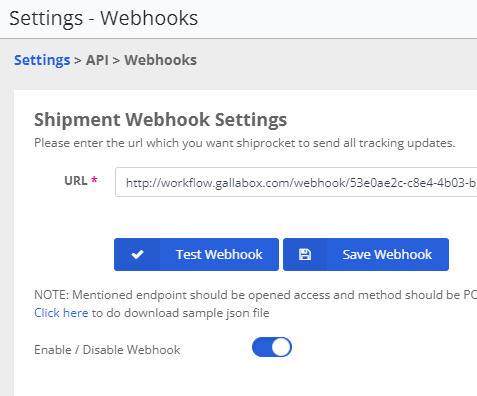 Settings - Webhooks
Settings > API > Webhooks
Shipment Webhook Settings
Please enter the url which you want shiprocket to send all tracking updates.
URL *
http://workflow.gallabox.com/webhook/53e0ae2c-c8e4-4b03-b
Test Webhook
Save Webhook
NOTE: Mentioned endpoint should be opened access and method should be PO
Click here to do download sample json file
Enable / Disable Webhook